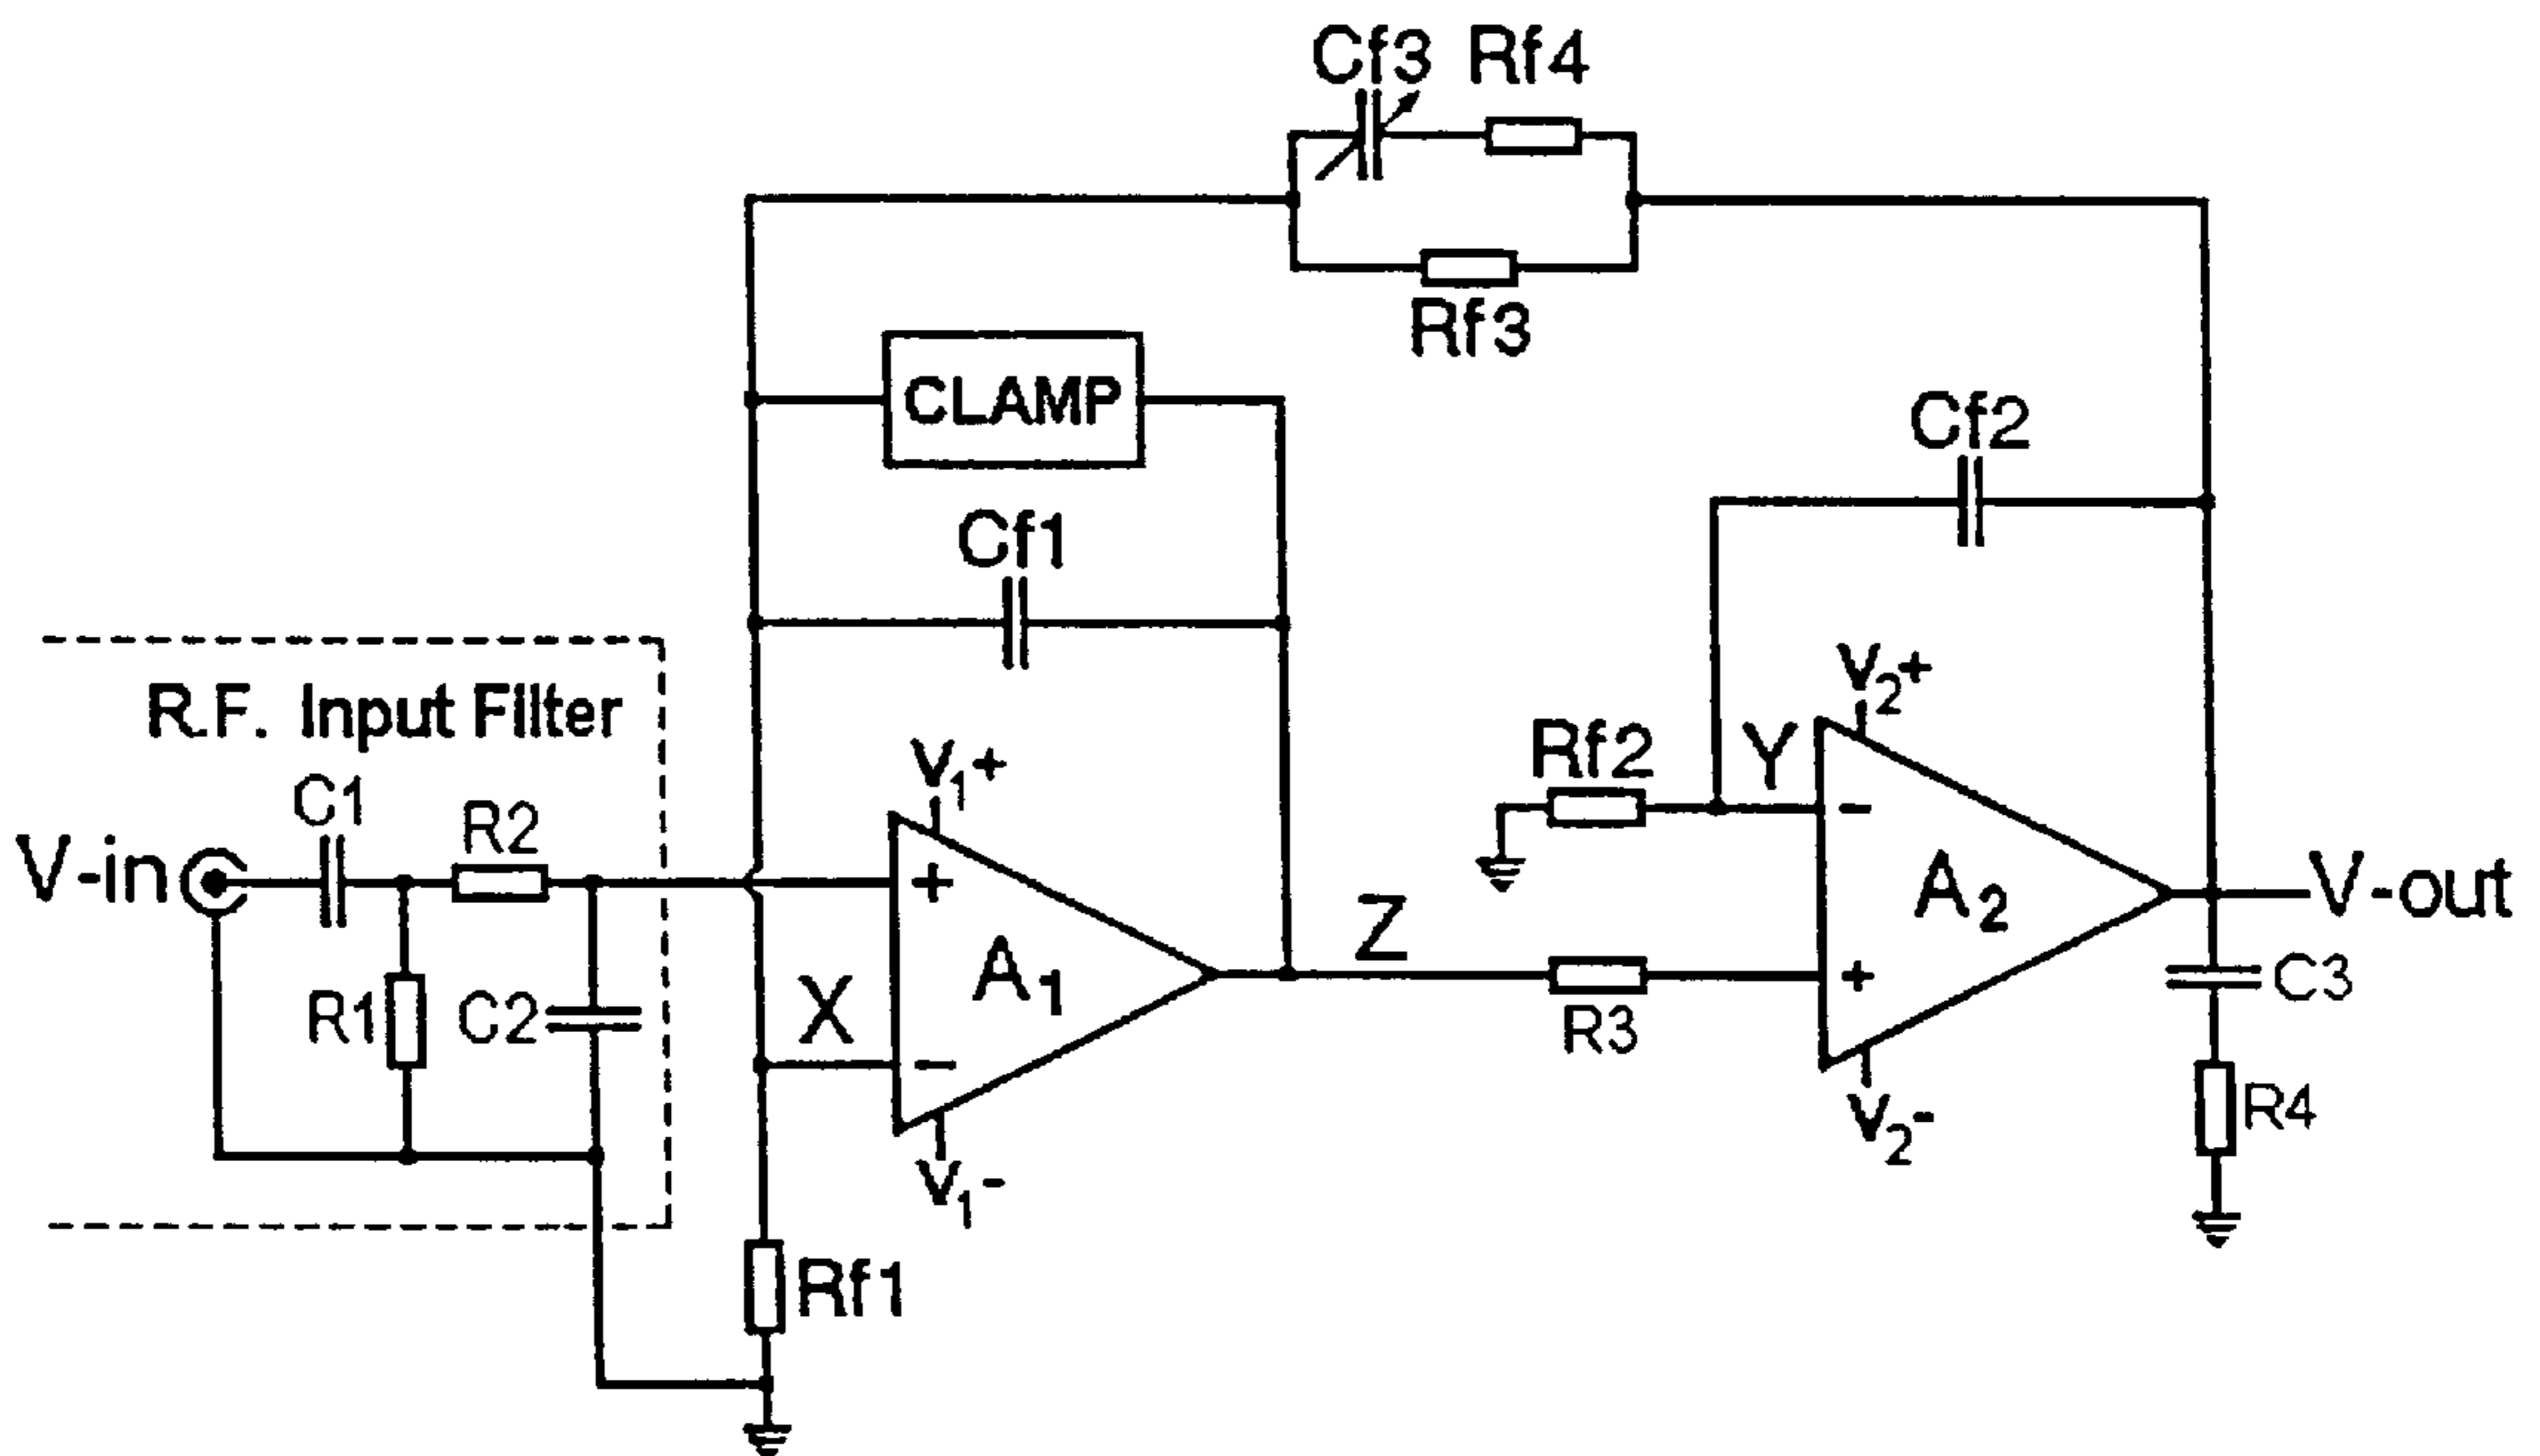 Cf3 Rf4
Rf3
CLAMP
Cf2
Cf1
R.F. Input Filter
V1+
V2+
Rf2
Y
C1
R2
V-in
+
-
A2
V-out
Z
A1
X
R1
C2
-
R3
+
C3
R4
V2-
V1-
Rf1